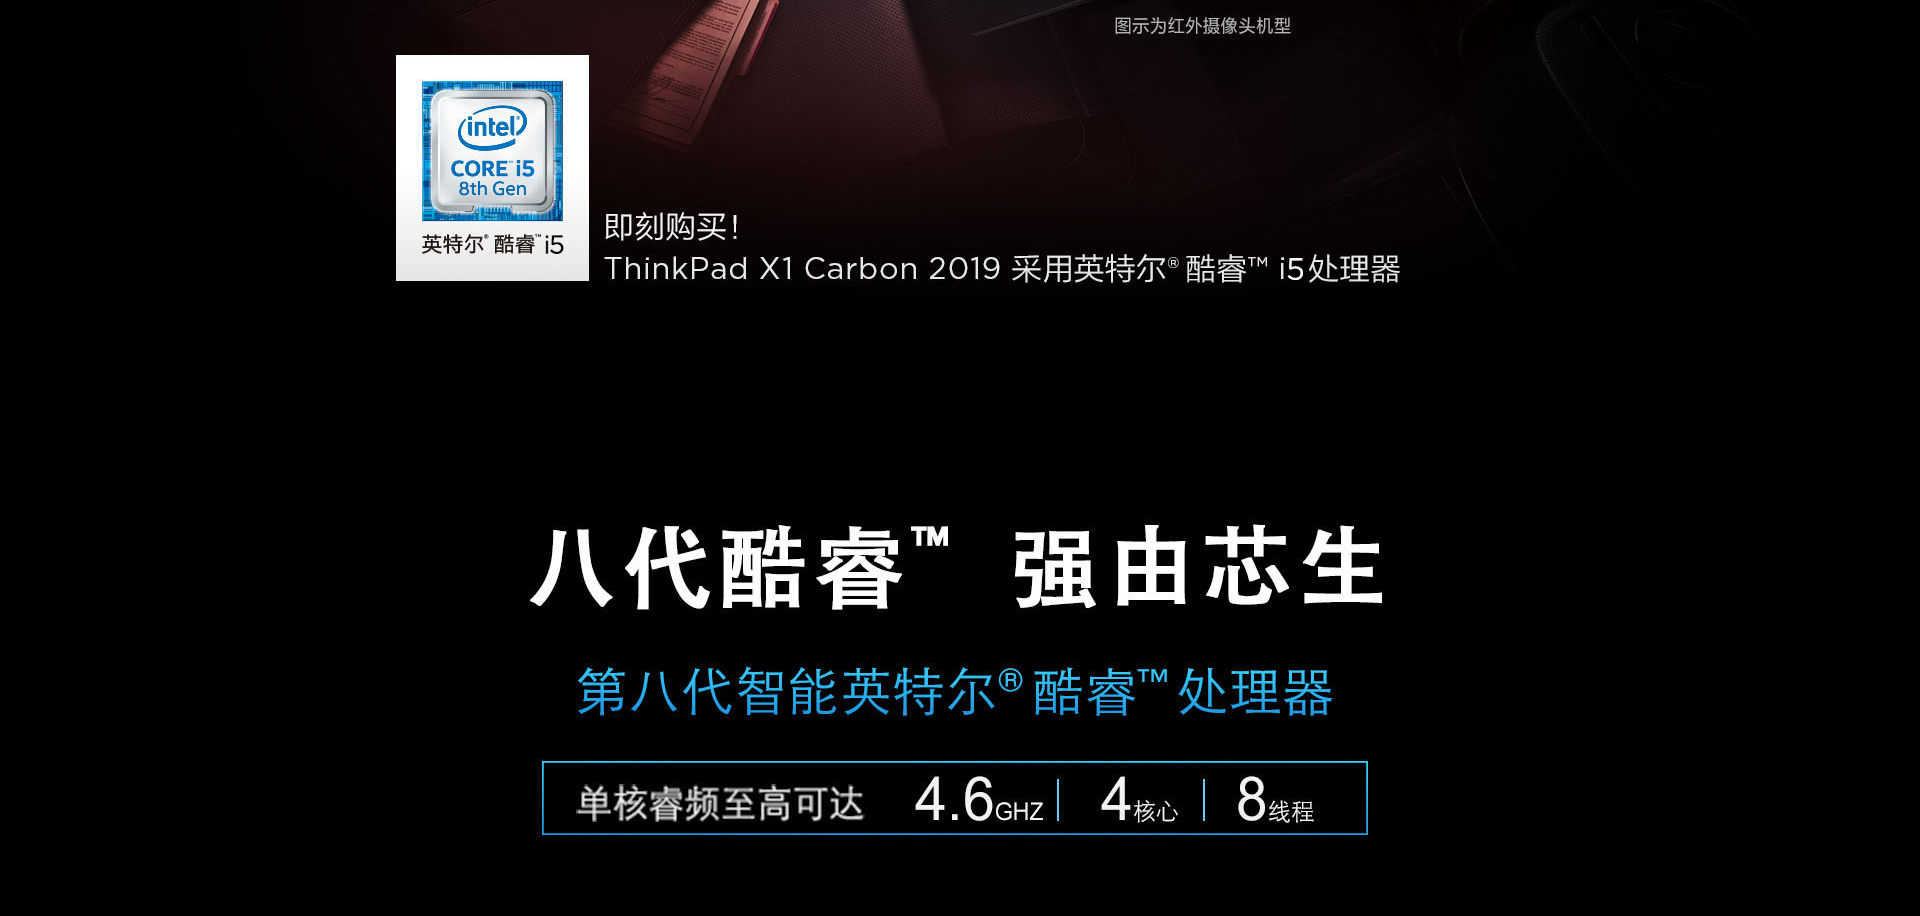 图示为红外摄像头机型
intel
CORE™ i5
8th Gen
英特尔® 酷睿™ i5
即刻购买！
ThinkPad X1 Carbon 2019 采用英特尔® 酷睿™ i5处理器
八代酷睿™ 强由芯生
第八代智能英特尔® 酷睿™ 处理器
单核睿频至高可达 4.6GHZ 4核心 8线程